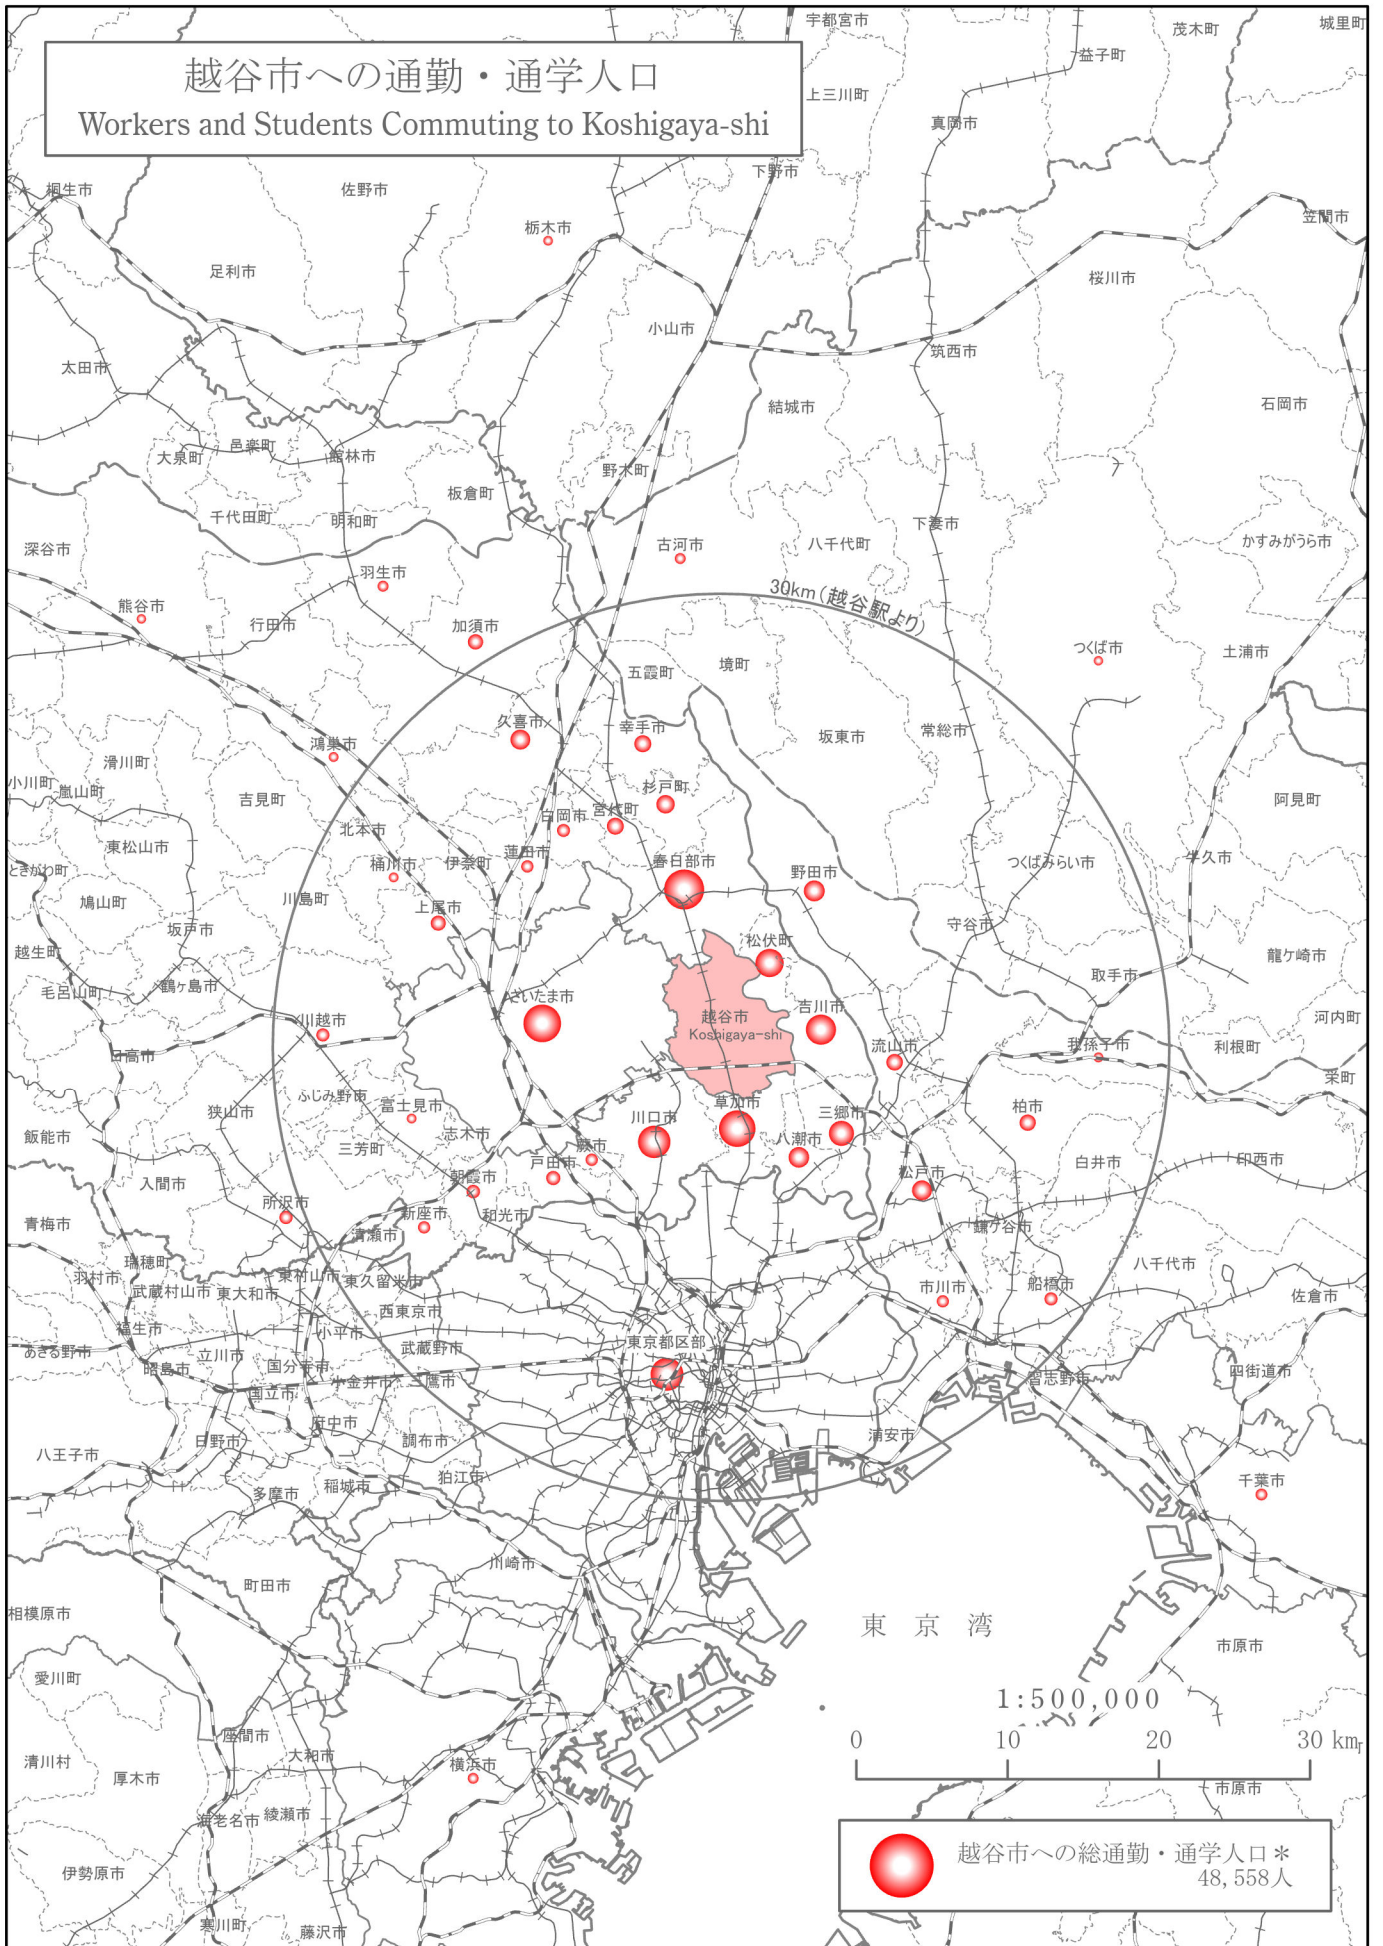 越谷市への通勤・通学人口
Workers and Students Commuting to Koshigaya-shi
宇都宮市
茂木町
城里町
益子町
上三川町
真岡市
下野市
桐生市
佐野市
栃木市
笠間市
足利市
桜川市
小山市
筑西市
太田市
結城市
石岡市
大泉町
邑楽町
館林市
野木町
板倉町
千代田町
明和町
下妻市
深谷市
古河市
八千代町
かすみがうら市
羽生市
30km(越谷駅より)
熊谷市
行田市
加須市
つくば市
土浦市
五霞町
境町
久喜市
幸手市
坂東市
常総市
鴻巣市
滑川町
小川町
嵐山町
吉見町
杉戸町
阿見町
北本市
白岡市
宮代町
東松山市
ときがわ町
桶川市
伊奈町
蓮田市
春日部市
野田市
つくばみらい市
牛久市
鳩山町
川島町
上尾市
坂戸市
守谷市
越生町
松伏町
龍ケ崎市
毛呂山町
鶴ヶ島市
さいたま市
取手市
川越市
越谷市
Koshigaya-shi
吉川市
河内町
日高市
流山市
我孫子市
利根町
栄町
ふじみ野市
富士見市
狭山市
川口市
草加市
三郷市
柏市
飯能市
三芳町
志木市
蕨市
八潮市
入間市
朝霞市
戸田市
松戸市
白井市
印西市
所沢市
新座市
和光市
青梅市
清瀬市
鎌ケ谷市
瑞穂町
羽村市
武蔵村山市
東大和市
東村山市
東久留米市
八千代市
市川市
船橋市
佐倉市
西東京市
福生市
小平市
あきる野市
昭島市
立川市
国分寺市
武蔵野市
東京都区部
国立市
小金井市
三鷹市
習志野市
四街道市
府中市
日野市
調布市
浦安市
八王子市
狛江市
千葉市
多摩市
稲城市
川崎市
町田市
相模原市
東京湾
市原市
愛川町
1:500,000
座間市
0 10 20 30 km
大和市
清川村
厚木市
横浜市
市原市
海老名市
綾瀬市
伊勢原市
越谷市への総通勤・通学人口＊
48,558人
寒川町
藤沢市